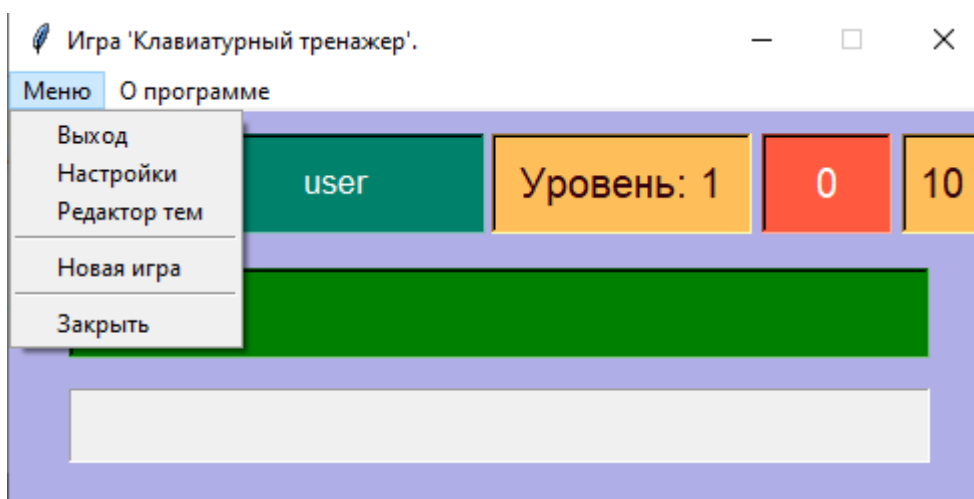 Игра 'Клавиатурный тренажер'.
Меню О программе
Выход
Настройки
Редактор тем
Новая игра
Закрыть
user Уровень: 1 0 10